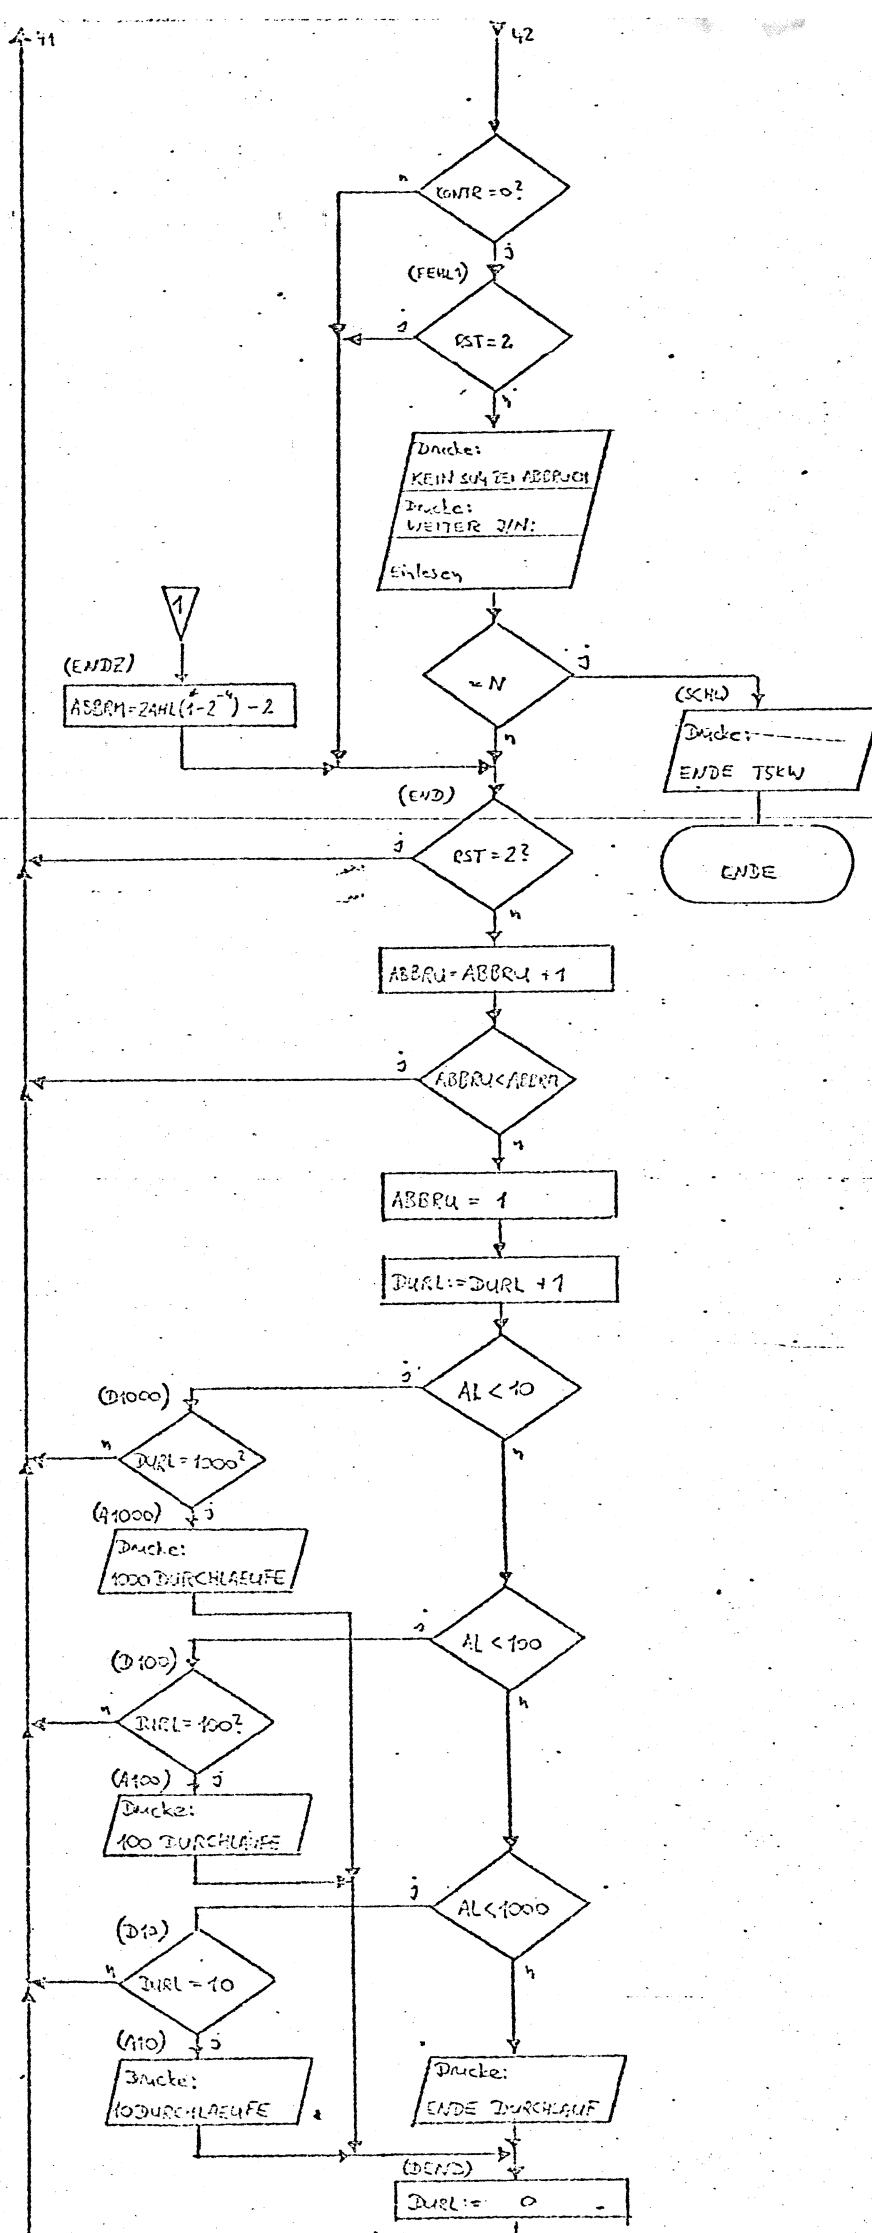 41
42
n
KONTR = 0?
j
(FEHL1)
j
RST = 2
n
Drucke:
KEIN SVC BEI ABBRUCH
Drucke:
WEITER J/N:
Einlesen
1
(ENDZ)
ABBRM=ZAHL(1-2⁻⁴) - 2
= N
j
n
(SCHL)
Drucke:
ENDE TSKW
ENDE
(END)
j
RST = 2?
n
ABBRU = ABBRU + 1
j
ABBRU < ABBRM
n
ABBRU = 1
DURL:= DURL + 1
j
AL < 10
n
(D1000)
n
DURL = 1000?
(A1000)
j
Drucke:
1000 DURCHLAEUFE
j
AL < 100
n
(D100)
n
DURL = 100?
(A100)
j
Drucke:
100 DURCHLAEUFE
j
AL < 1000
n
(D10)
n
DURL = 10
(A10)
j
Drucke:
10 DURCHLAEUFE
Drucke:
ENDE DURCHLAUF
(DEND)
DURL := 0